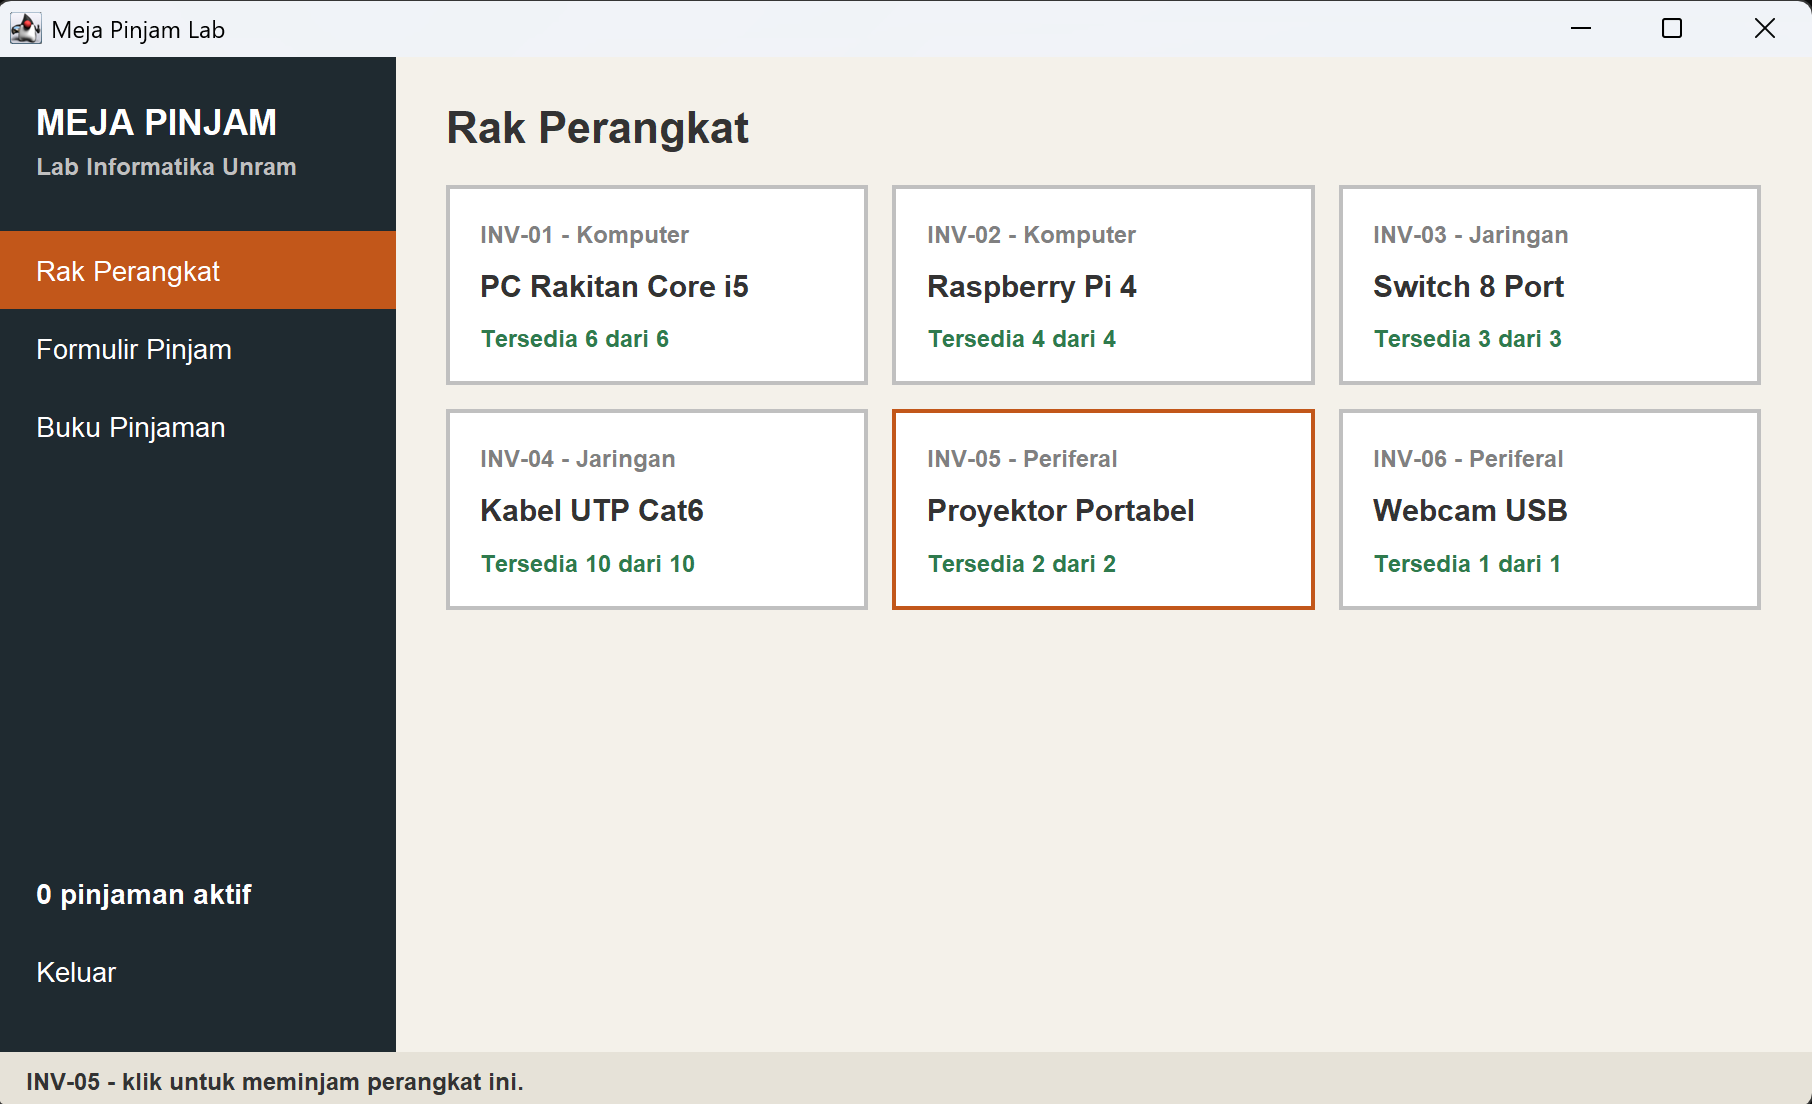 Meja Pinjam Lab
MEJA PINJAM
Lab Informatika Unram
Rak Perangkat
Formulir Pinjam
Buku Pinjaman
0 pinjaman aktif
Keluar
Rak Perangkat
INV-01 - Komputer
PC Rakitan Core i5
Tersedia 6 dari 6
INV-02 - Komputer
Raspberry Pi 4
Tersedia 4 dari 4
INV-03 - Jaringan
Switch 8 Port
Tersedia 3 dari 3
INV-04 - Jaringan
Kabel UTP Cat6
Tersedia 10 dari 10
INV-05 - Periferal
Proyektor Portabel
Tersedia 2 dari 2
INV-06 - Periferal
Webcam USB
Tersedia 1 dari 1
INV-05 - klik untuk meminjam perangkat ini.